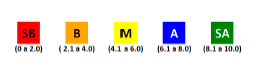 SB B M A SA
(0 a 2.0) ( 2.1 a 4.0) (4.1 a 6.0) (6.1 a 8.0) (8.1 a 10.0)